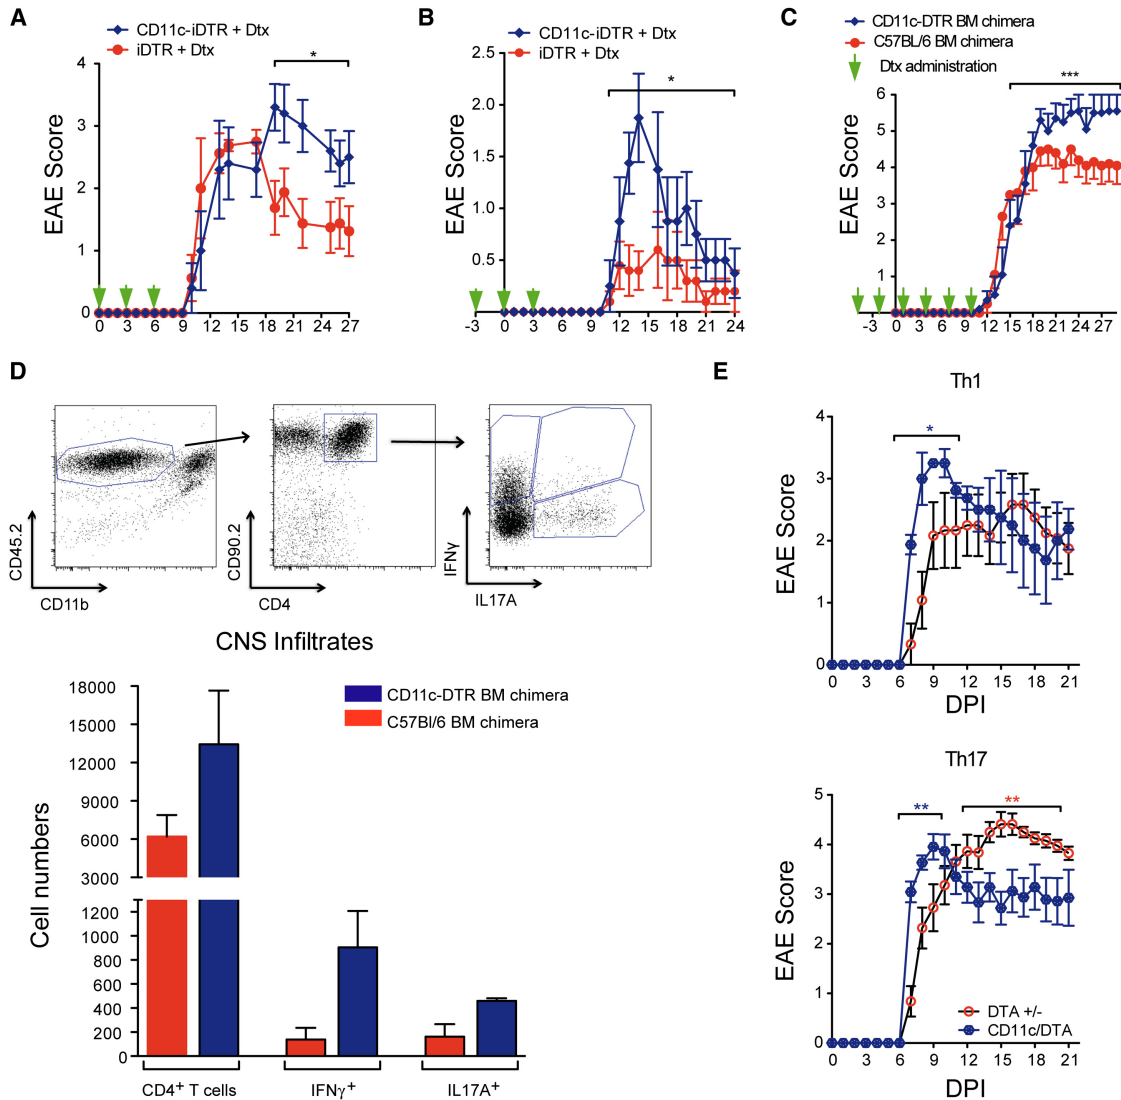 A
CD11c-iDTR + Dtx
iDTR + Dtx
*
EAE Score
4
3
2
1
0
0 3 6 9 12 15 18 21 24 27
B
CD11c-iDTR + Dtx
iDTR + Dtx
*
EAE Score
2.5
2.0
1.5
1.0
0.5
-3 0 3 6 9 12 15 18 21 24
C
CD11c-DTR BM chimera
C57BL/6 BM chimera
Dtx administration
***
EAE Score
6
5
4
3
2
1
0
-3 0 3 6 9 12 15 18 21 24 27
D
CD45.2
CD11b
CD90.2
CD4
IFNγ
IL17A
CNS Infiltrates
CD11c-DTR BM chimera
C57Bl/6 BM chimera
Cell numbers
18000
15000
12000
9000
6000
3000
1200
1000
800
600
400
200
0
CD4+ T cells IFNγ+ IL17A+
E
Th1
*
EAE Score
4
3
2
1
0
0 3 6 9 12 15 18 21
DPI
Th17
** **
EAE Score
5
4
3
2
1
0
DTA +/-
CD11c/DTA
0 3 6 9 12 15 18 21
DPI